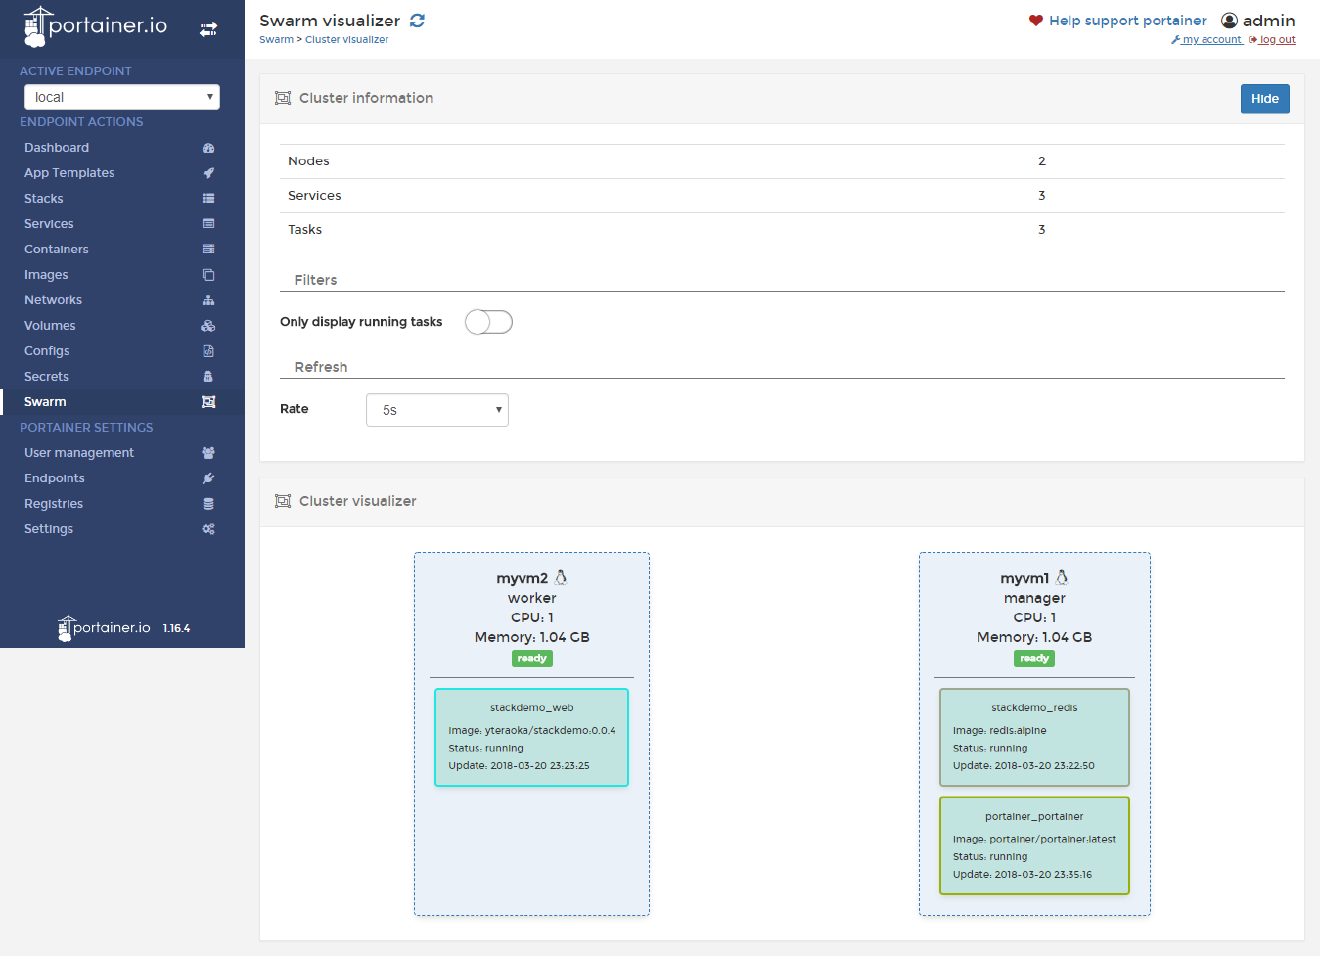 portainer.io
ACTIVE ENDPOINT
local
ENDPOINT ACTIONS
Dashboard
App Templates
Stacks
Services
Containers
Images
Networks
Volumes
Configs
Secrets
Swarm
PORTAINER SETTINGS
User management
Endpoints
Registries
Settings
portainer.io 1.16.4
Swarm visualizer
Swarm > Cluster visualizer
Help support portainer admin
my account log out
Cluster information
Hide
Nodes 2
Services 3
Tasks 3
Filters
Only display running tasks
Refresh
Rate 5s
Cluster visualizer
myvm2
worker
CPU: 1
Memory: 1.04 GB
ready
stackdemo_web
Image: yteraoka/stackdemo:0.0.4
Status: running
Update: 2018-03-20 23:23:25
myvm1
manager
CPU: 1
Memory: 1.04 GB
ready
stackdemo_redis
Image: redis:alpine
Status: running
Update: 2018-03-20 23:22:50
portainer_portainer
Image: portainer/portainer:latest
Status: running
Update: 2018-03-20 23:35:16